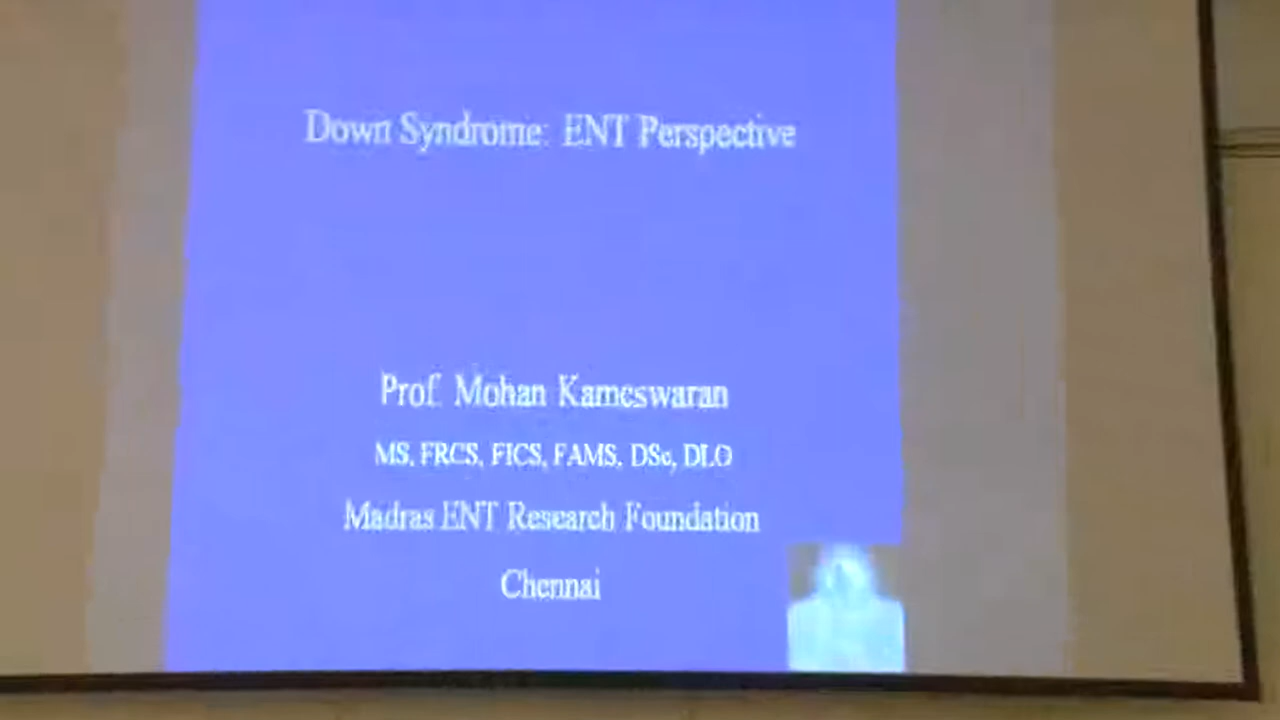 Down Syndrome: ENT Perspective
Prof. Mohan Kameswaran
MS, FRCS, FICS, FAMS, DSc, DLO
Madras ENT Research Foundation
Chennai